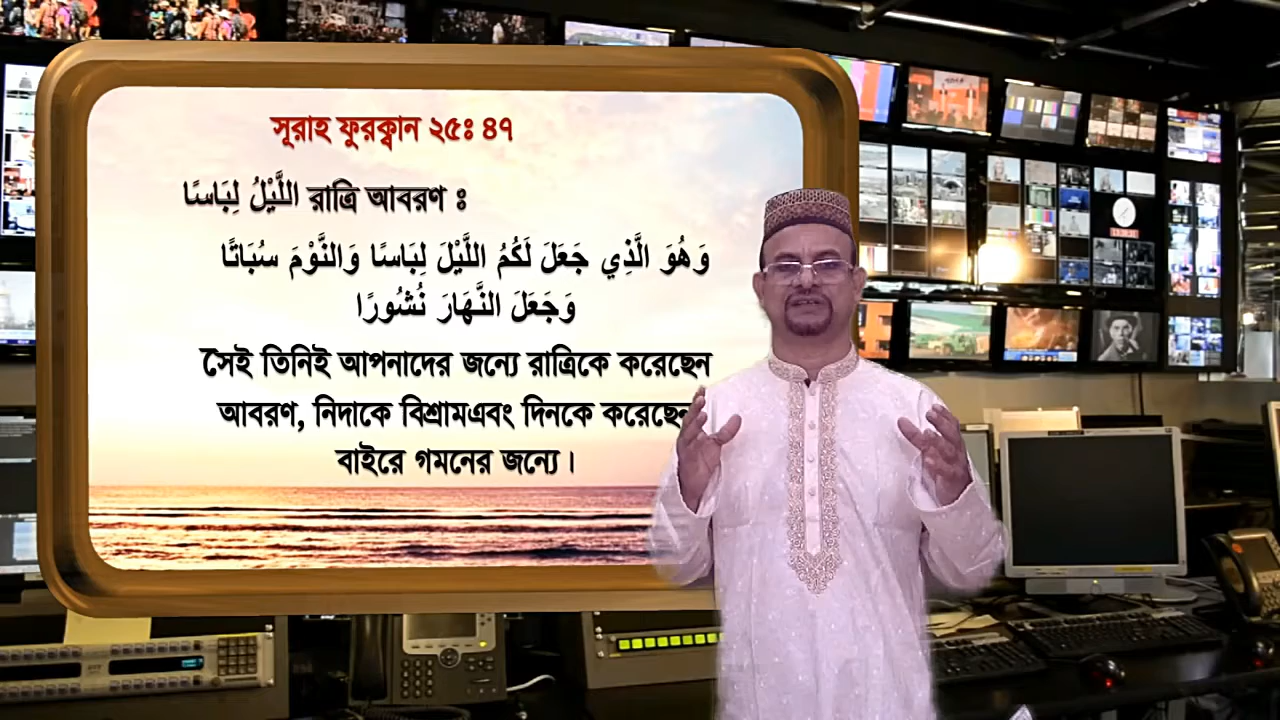 সূরাহ ফুরক্বান ২৫ঃ ৪৭
اللَّيْلُ لِبَاسًا রাত্রি আবরণ ঃ
وَهُوَ الَّذِي جَعَلَ لَكُمُ اللَّيْلَ لِبَاسًا وَالنَّوْمَ سُبَاتًا
وَجَعَلَ النَّهَارَ نُشُورًا
সেই তিনিই আপনাদের জন্যে রাত্রিকে করেছেন
আবরণ, নিদাকে বিশ্রামএবং দিনকে করেছেন
বাইরে গমনের জন্যে।